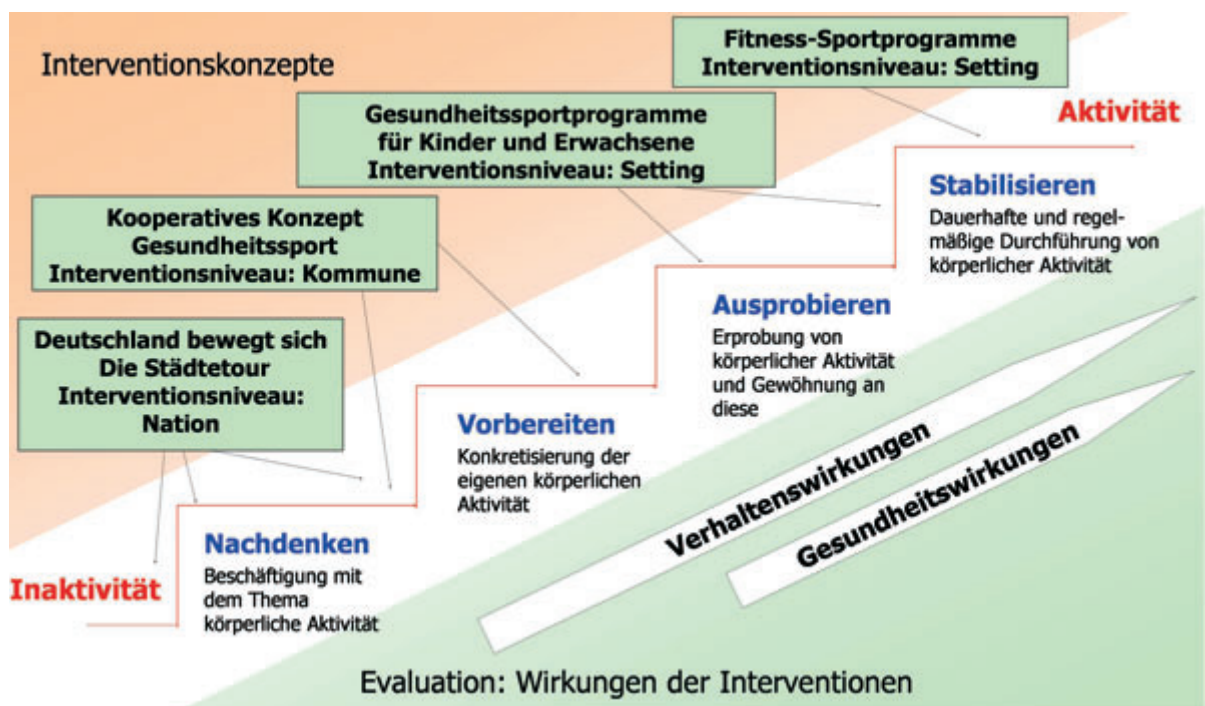 Interventionskonzepte
Fitness-Sportprogramme
Interventionsniveau: Setting
Aktivität
Gesundheitssportprogramme
für Kinder und Erwachsene
Interventionsniveau: Setting
Stabilisieren
Dauerhafte und regel-
mäßige Durchführung von
körperlicher Aktivität
Kooperatives Konzept
Gesundheitssport
Interventionsniveau: Kommune
Ausprobieren
Erprobung von
körperlicher Aktivität
und Gewöhnung an
diese
Deutschland bewegt sich
Die Städtetour
Interventionsniveau:
Nation
Vorbereiten
Konkretisierung der
eigenen körperlichen
Aktivität
Nachdenken
Beschäftigung mit
dem Thema
körperliche Aktivität
Inaktivität
Verhaltenswirkungen
Gesundheitswirkungen
Evaluation: Wirkungen der Interventionen